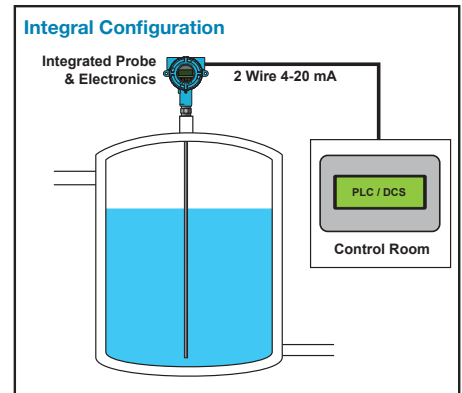 Integral Configuration
Integrated Probe
& Electronics
2 Wire 4-20 mA
PLC / DCS
Control Room